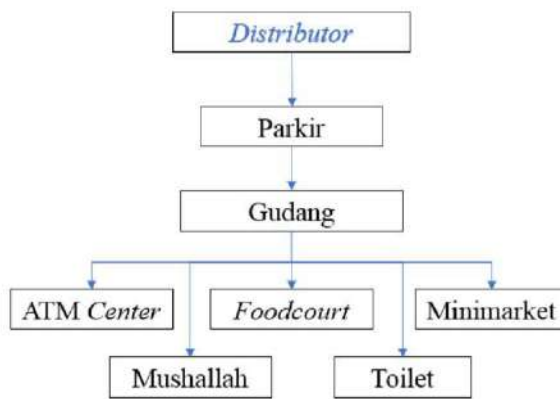 Distributor
Parkir
Gudang
ATM Center
Foodcourt
Minimarket
Mushallah
Toilet